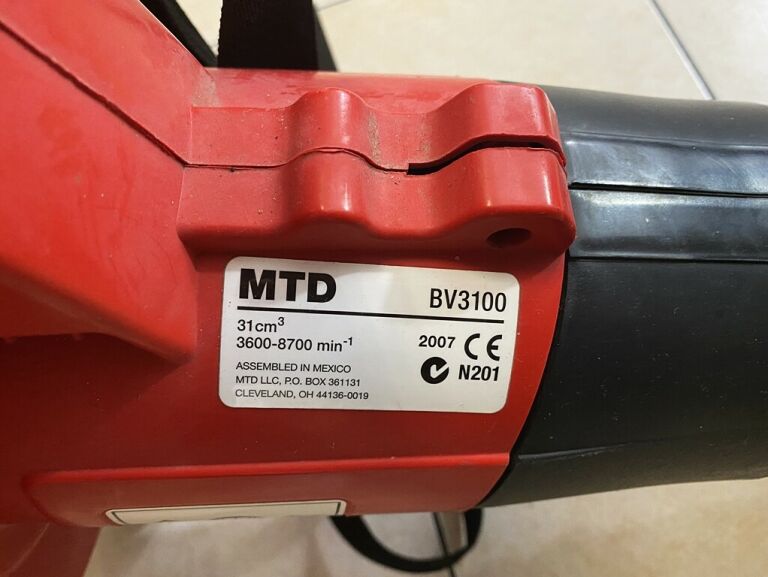 MTD BV3100
31cm³
3600-8700 min⁻¹ 2007 CE
N201
ASSEMBLED IN MEXICO
MTD LLC, P.O. BOX 361131
CLEVELAND, OH 44136-0019